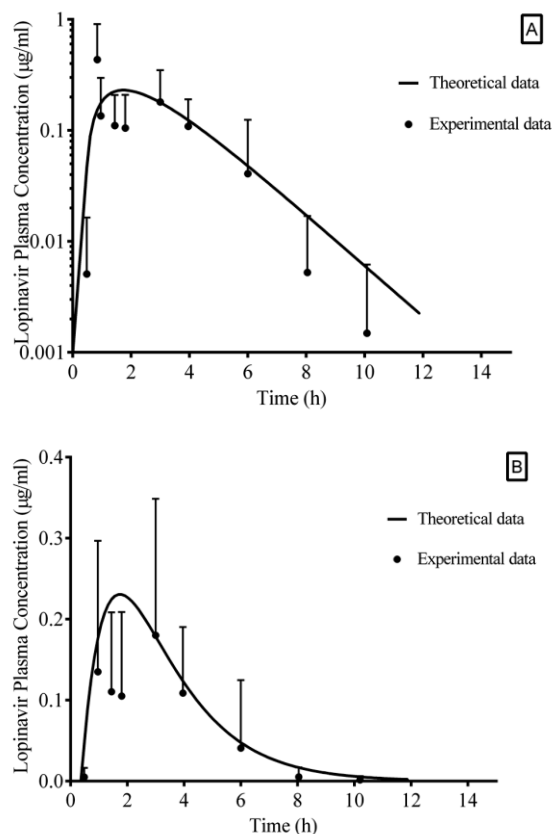 A
Lopinavir Plasma Concentration (μg/ml)
1
0.1
0.01
0.001
Theoretical data
Experimental data
0 2 4 6 8 10 12 14
Time (h)
B
Lopinavir Plasma Concentration (μg/ml)
0.4
0.3
0.2
0.1
0.0
Theoretical data
Experimental data
0 2 4 6 8 10 12 14
Time (h)